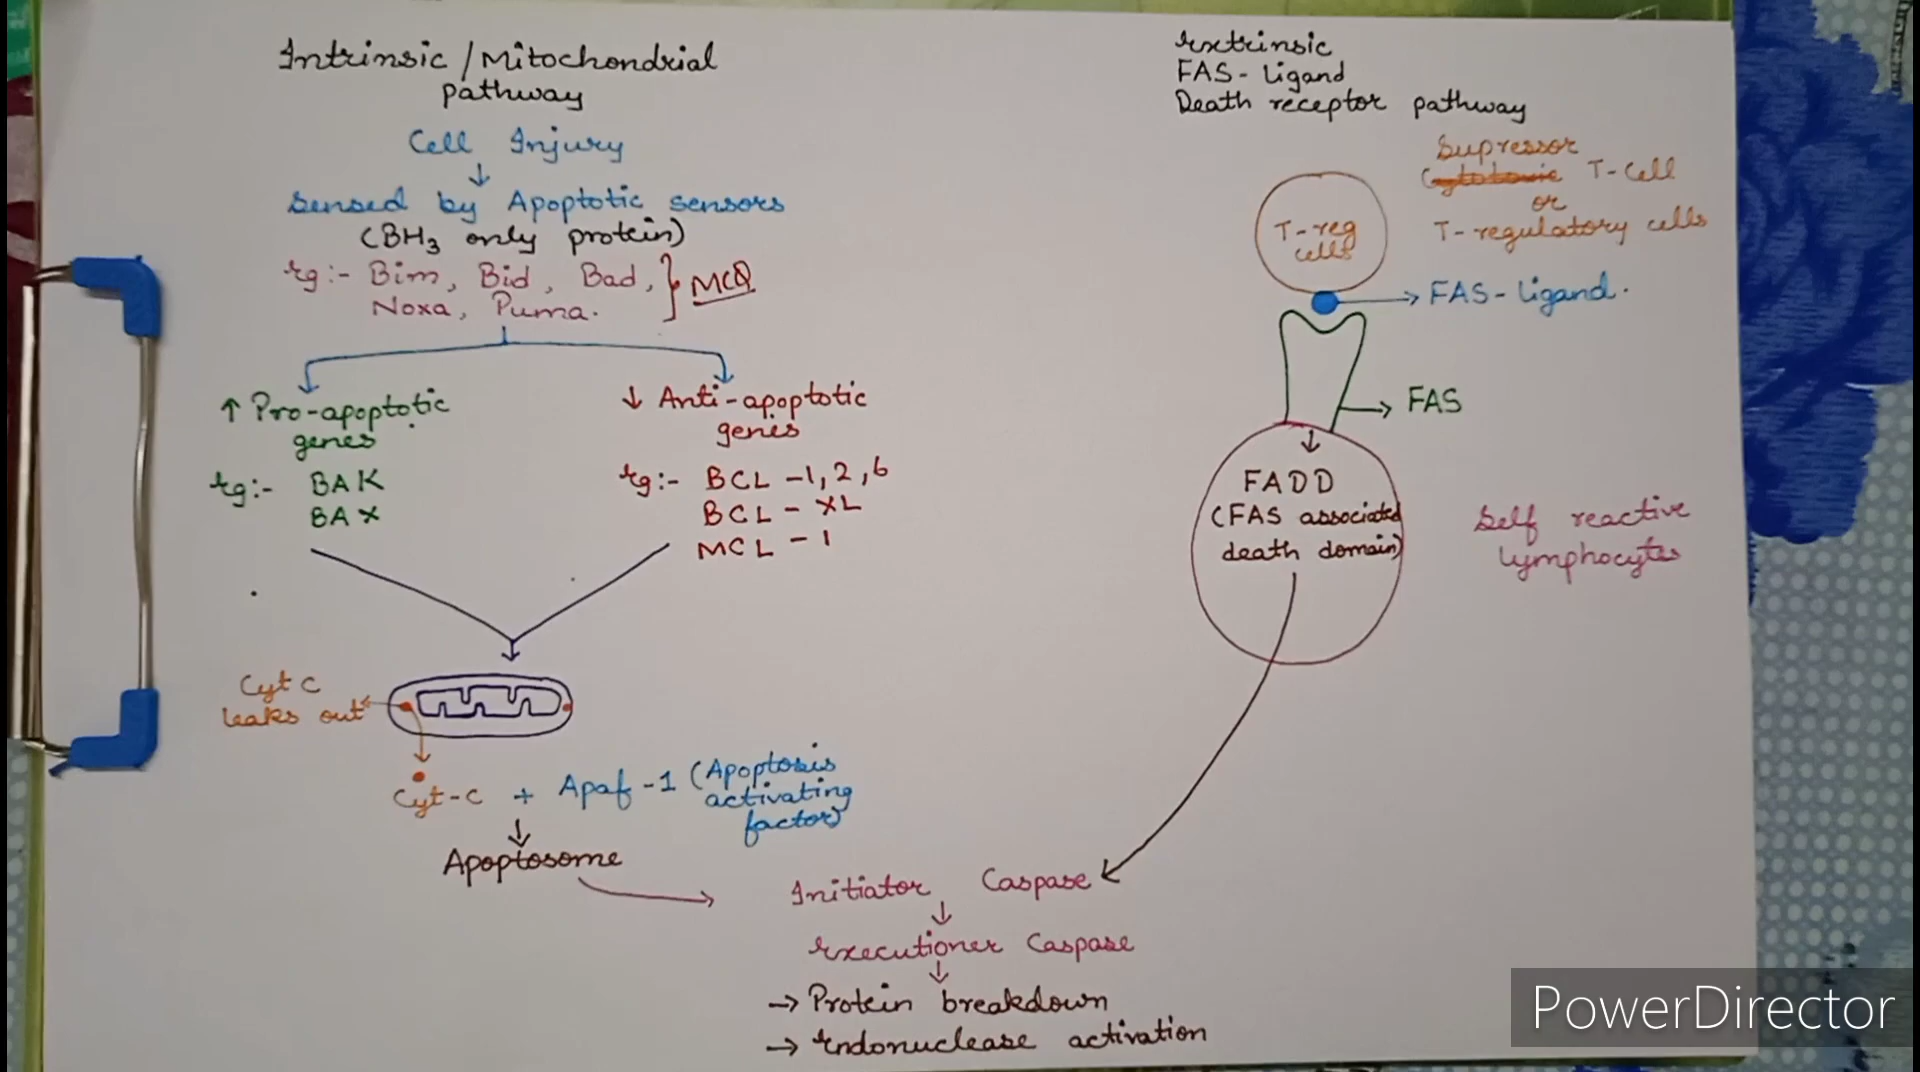 Intrinsic / Mitochondrial
pathway
Cell Injury
↓
Sensed by Apoptotic sensors
(BH3 only protein)
Eg:- Bim, Bid, Bad,
Noxa, Puma.
} MCQ
↑ Pro-apoptotic
genes
Eg:- BAK
BAX
↓ Anti-apoptotic
genes
Eg:- BCL -1,2,6
BCL - XL
MCL - 1
Cyt C
leaks out
Cyt-C + Apaf-1 (Apoptosis
activating
factor)
↓
Apoptosome
Extrinsic
FAS-Ligand
Death receptor pathway
Supressor
Cytotoxic T-Cell
or
T-regulatory cells
T-reg
cells
→ FAS-Ligand.
→ FAS
↓
FADD
(FAS associated
death domain)
Self reactive
lymphocytes
Initiator Caspase
↓
Executioner Caspase
↓
→ Protein breakdown
→ Endonuclease activation
PowerDirector